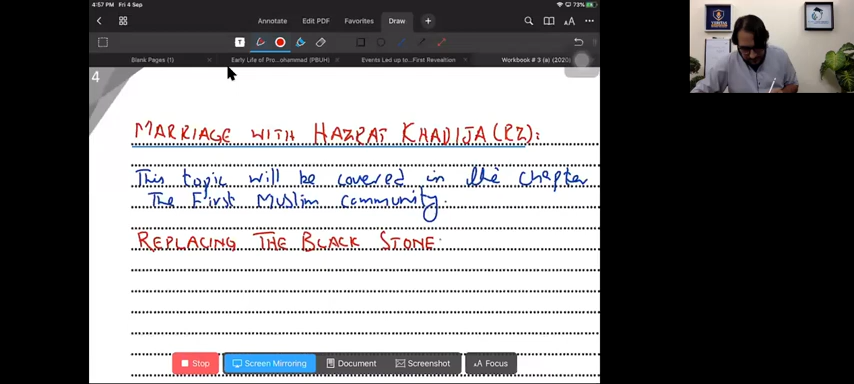 4:57 PM Fri 4 Sep 73%
Annotate Edit PDF Favorites Draw
Blank Pages (1) Early Life of Pro...ohammad (PBUH) Events Led up to...First Revealtion Workbook # 3 (a) (2020)
4
MARRIAGE WITH HAZRAT KHADIJA (RZ):
This topic will be covered in the chapter
The First Muslim community.
REPLACING THE BLACK STONE
Stop Screen Mirroring Document Screenshot Focus